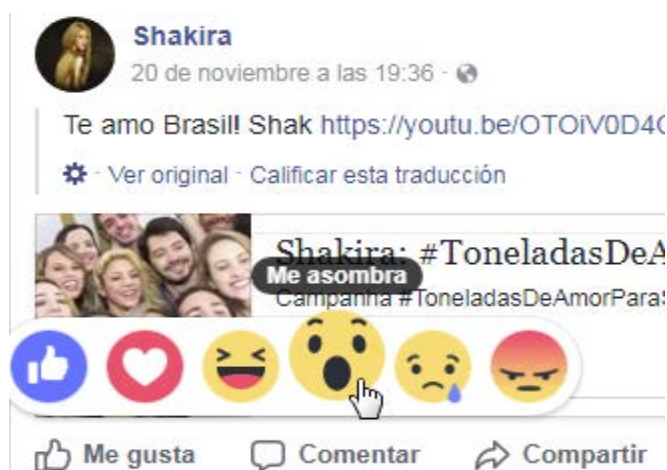 Shakira
20 de noviembre a las 19:36 ·
Te amo Brasil! Shak https://youtu.be/OTOiV0D4
· Ver original · Calificar esta traducción
Shakira: #ToneladasDeA
Me asombra
Campanha #ToneladasDeAmorParaS
Me gusta Comentar Compartir